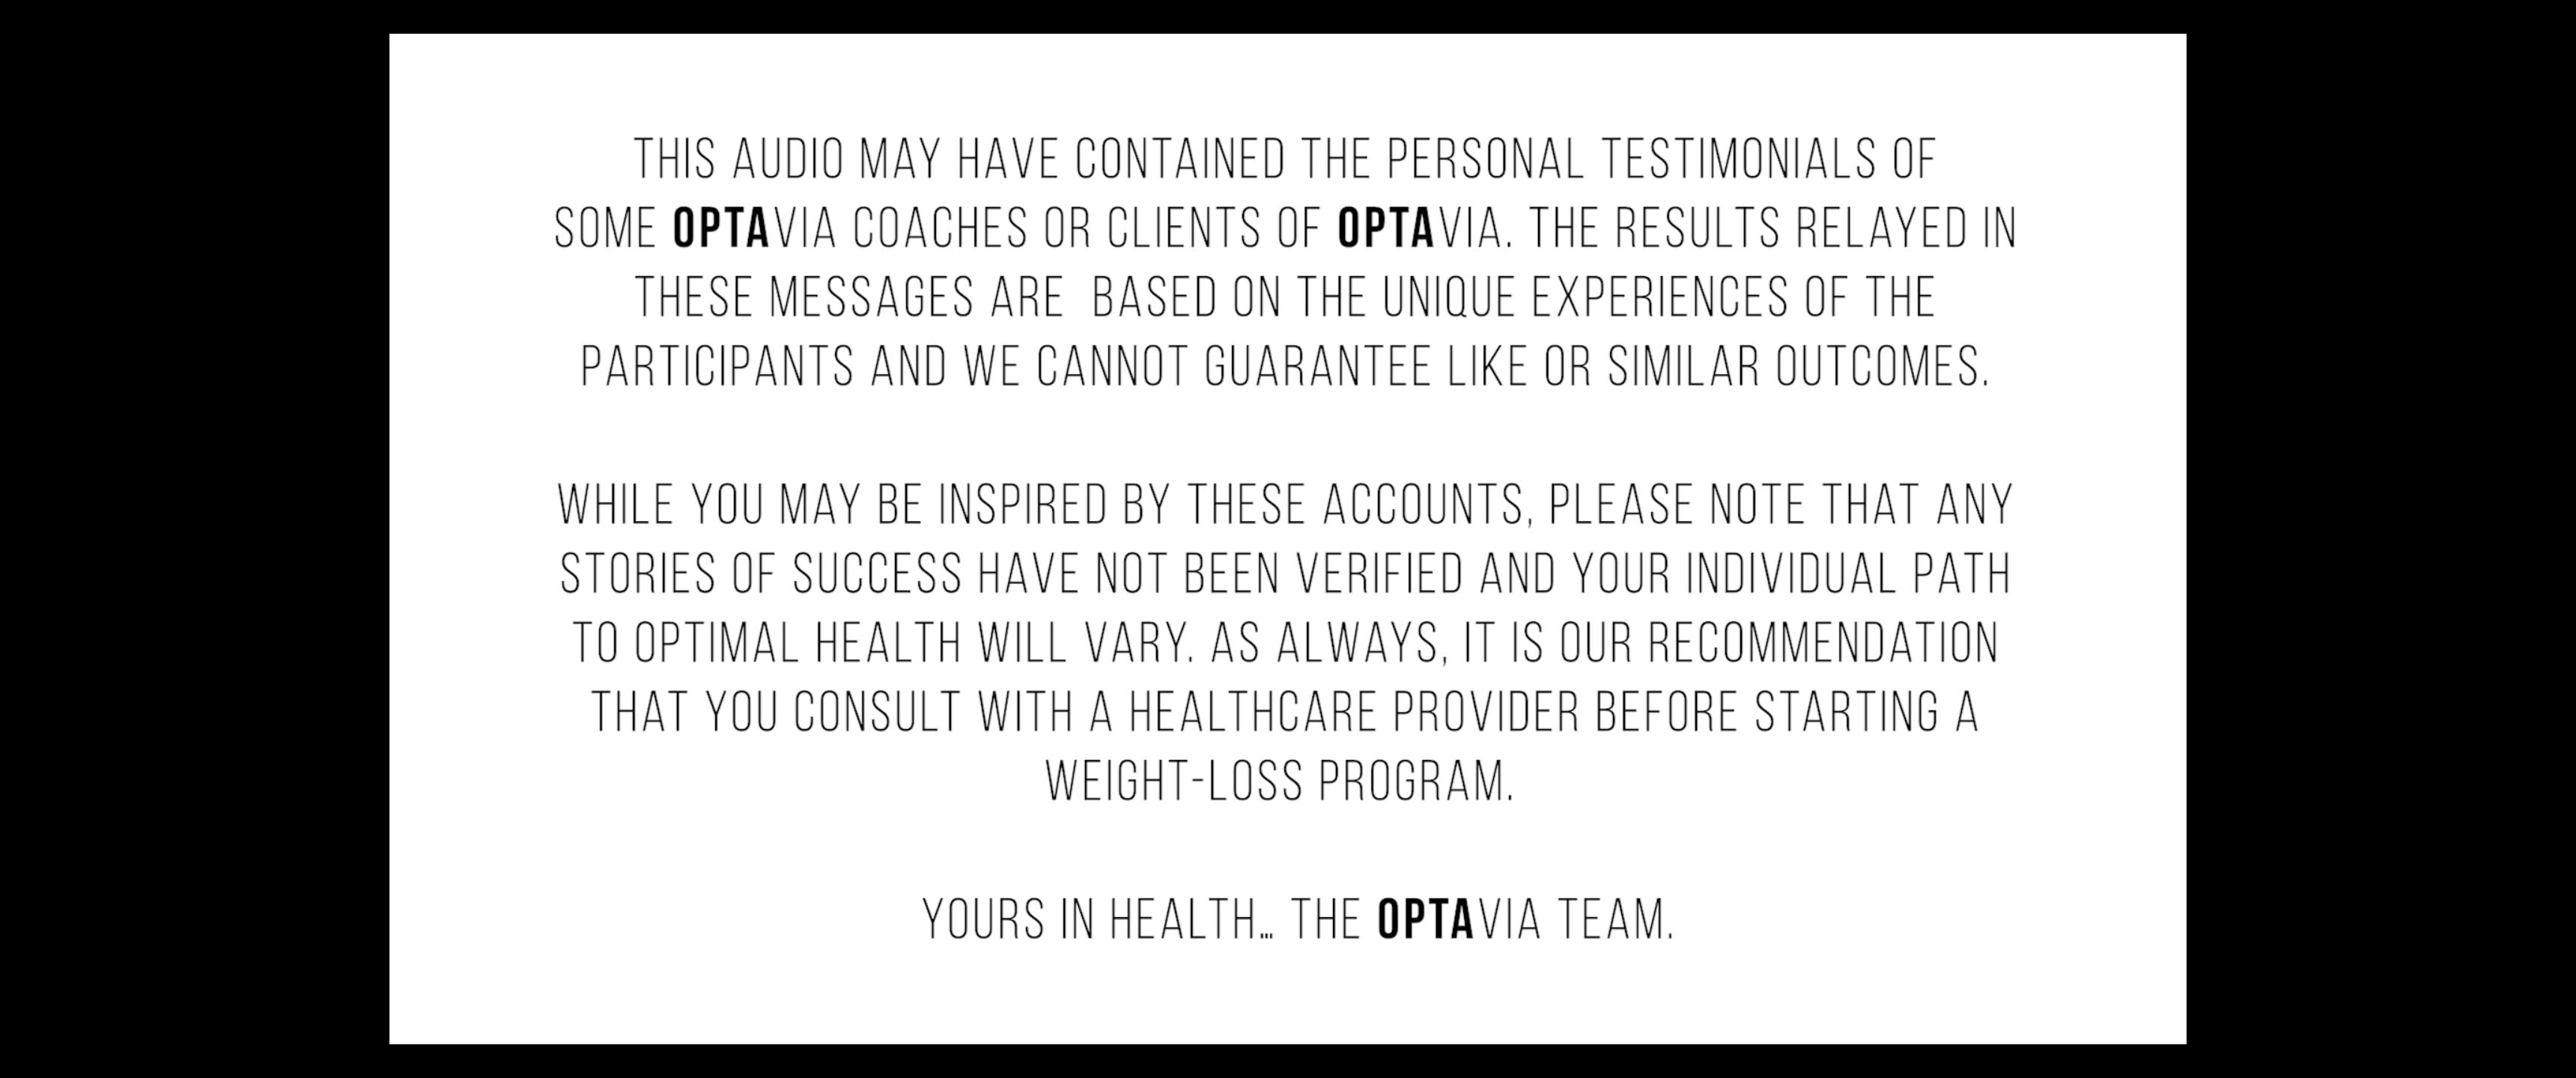 THIS AUDIO MAY HAVE CONTAINED THE PERSONAL TESTIMONIALS OF
SOME OPTAVIA COACHES OR CLIENTS OF OPTAVIA. THE RESULTS RELAYED IN
THESE MESSAGES ARE  BASED ON THE UNIQUE EXPERIENCES OF THE
PARTICIPANTS AND WE CANNOT GUARANTEE LIKE OR SIMILAR OUTCOMES.
WHILE YOU MAY BE INSPIRED BY THESE ACCOUNTS, PLEASE NOTE THAT ANY
STORIES OF SUCCESS HAVE NOT BEEN VERIFIED AND YOUR INDIVIDUAL PATH
TO OPTIMAL HEALTH WILL VARY. AS ALWAYS, IT IS OUR RECOMMENDATION
THAT YOU CONSULT WITH A HEALTHCARE PROVIDER BEFORE STARTING A
WEIGHT-LOSS PROGRAM.
YOURS IN HEALTH… THE OPTAVIA TEAM.